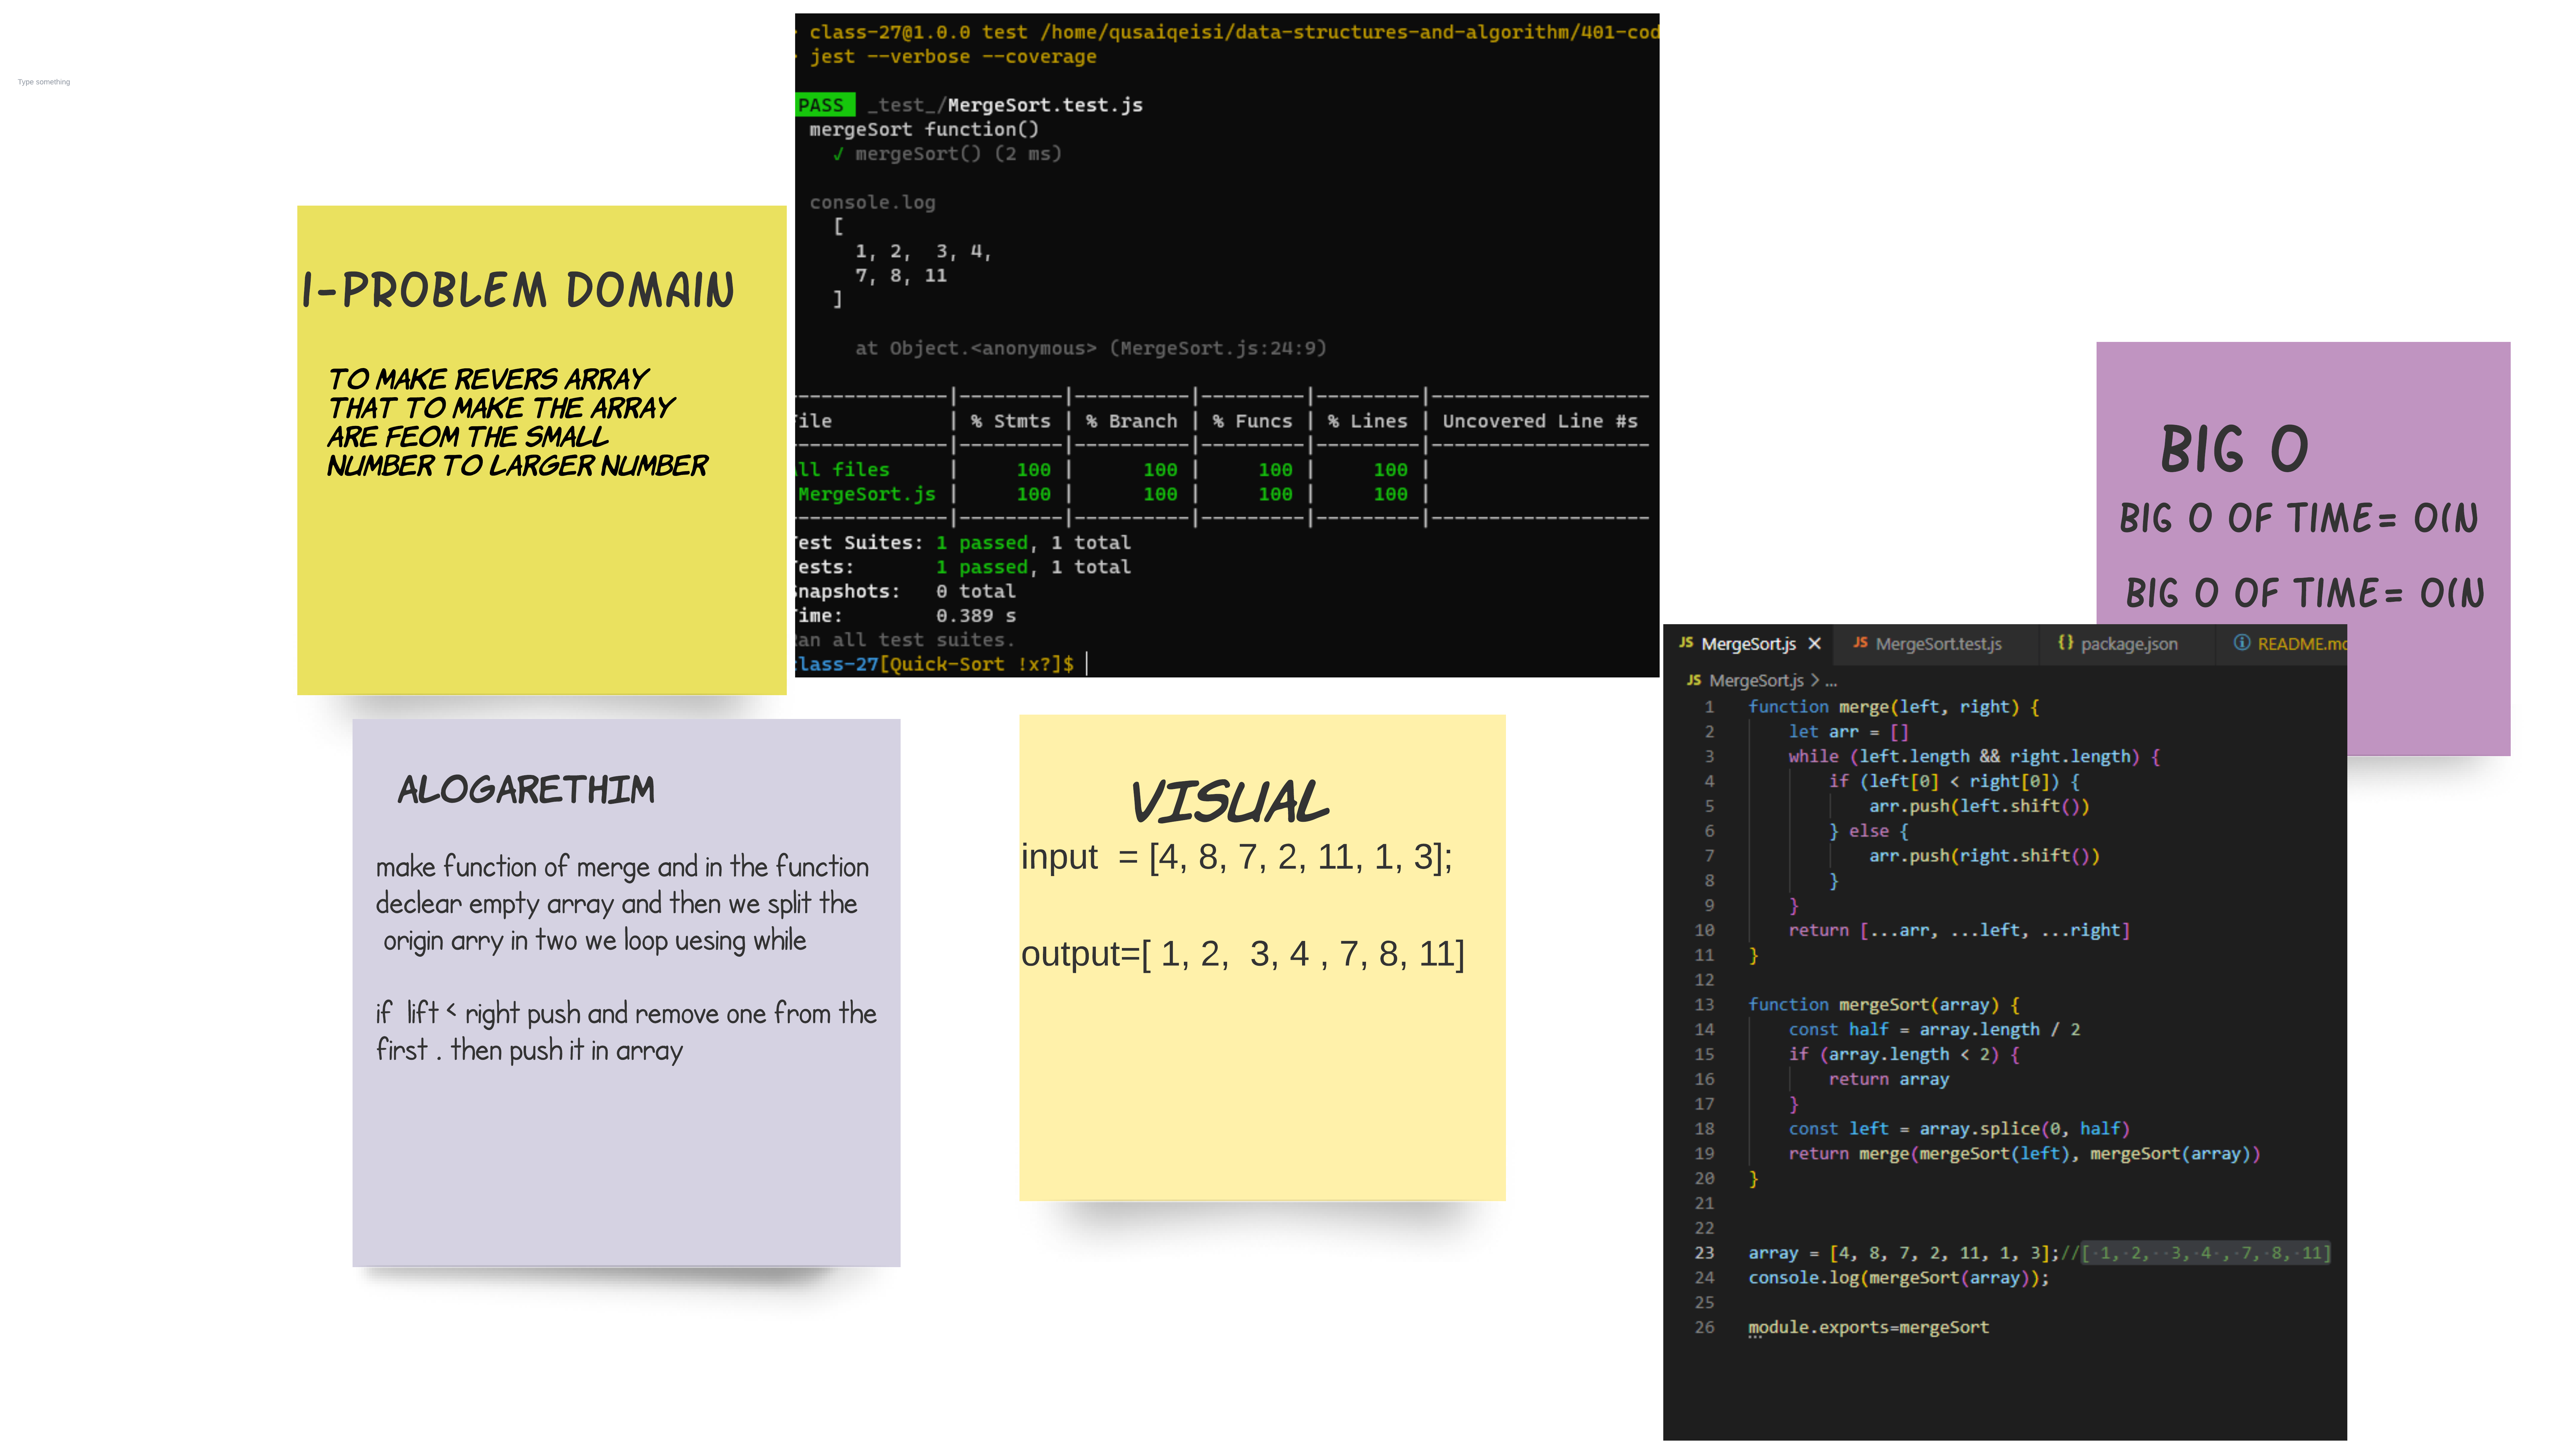 Type something
class-27@1.0.0 test /home/qusaiqeisi/data-structures-and-algorithm/401-cod
jest --verbose --coverage
PASS _test_/MergeSort.test.js
mergeSort function()
✓ mergeSort() (2 ms)
console.log
[
1, 2, 3, 4,
7, 8, 11
]
at Object.<anonymous> (MergeSort.js:24:9)
-------------|---------|----------|---------|---------|-------------------
ile | % Stmts | % Branch | % Funcs | % Lines | Uncovered Line #s
-------------|---------|----------|---------|---------|-------------------
ll files | 100 | 100 | 100 | 100 |
MergeSort.js | 100 | 100 | 100 | 100 |
-------------|---------|----------|---------|---------|-------------------
est Suites: 1 passed, 1 total
ests: 1 passed, 1 total
napshots: 0 total
ime: 0.389 s
an all test suites.
lass-27[Quick-Sort !x?]$
1-PROBLEM DOMAIN
TO MAKE REVERS ARRAY
THAT TO MAKE THE ARRAY
ARE FEOM THE SMALL
NUMBER TO LARGER NUMBER
BIG O
BIG O OF TIME= O(N
BIG O OF TIME= O(N
ALOGARETHIM
make function of merge and in the function
declear empty array and then we split the
origin arry in two we loop uesing while
if lift < right push and remove one from the
first . then push it in array
VISUAL
input = [4, 8, 7, 2, 11, 1, 3];
output=[ 1, 2, 3, 4 , 7, 8, 11]
JS MergeSort.js × JS MergeSort.test.js {} package.json README.md
JS MergeSort.js > ...
1 function merge(left, right) {
2 let arr = []
3 while (left.length && right.length) {
4 if (left[0] < right[0]) {
5 arr.push(left.shift())
6 } else {
7 arr.push(right.shift())
8 }
9 }
10 return [...arr, ...left, ...right]
11 }
12
13 function mergeSort(array) {
14 const half = array.length / 2
15 if (array.length < 2) {
16 return array
17 }
18 const left = array.splice(0, half)
19 return merge(mergeSort(left), mergeSort(array))
20 }
21
22
23 array = [4, 8, 7, 2, 11, 1, 3];//[ 1, 2,  3, 4 , 7, 8, 11]
24 console.log(mergeSort(array));
25
26 module.exports=mergeSort